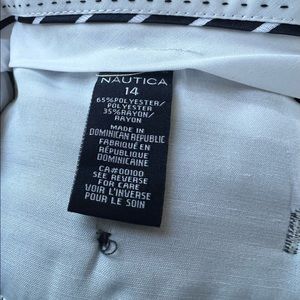 NAUTICA
14
65%POLYESTER/
POLYESTER
35%RAYON/
RAYON
MADE IN
DOMINICAN REPUBLIC
FABRIQUÉ EN
RÉPUBLIQUE
DOMINICAINE
CA#00100
SEE REVERSE
FOR CARE
VOIR L'INVERSE
POUR LE SOIN